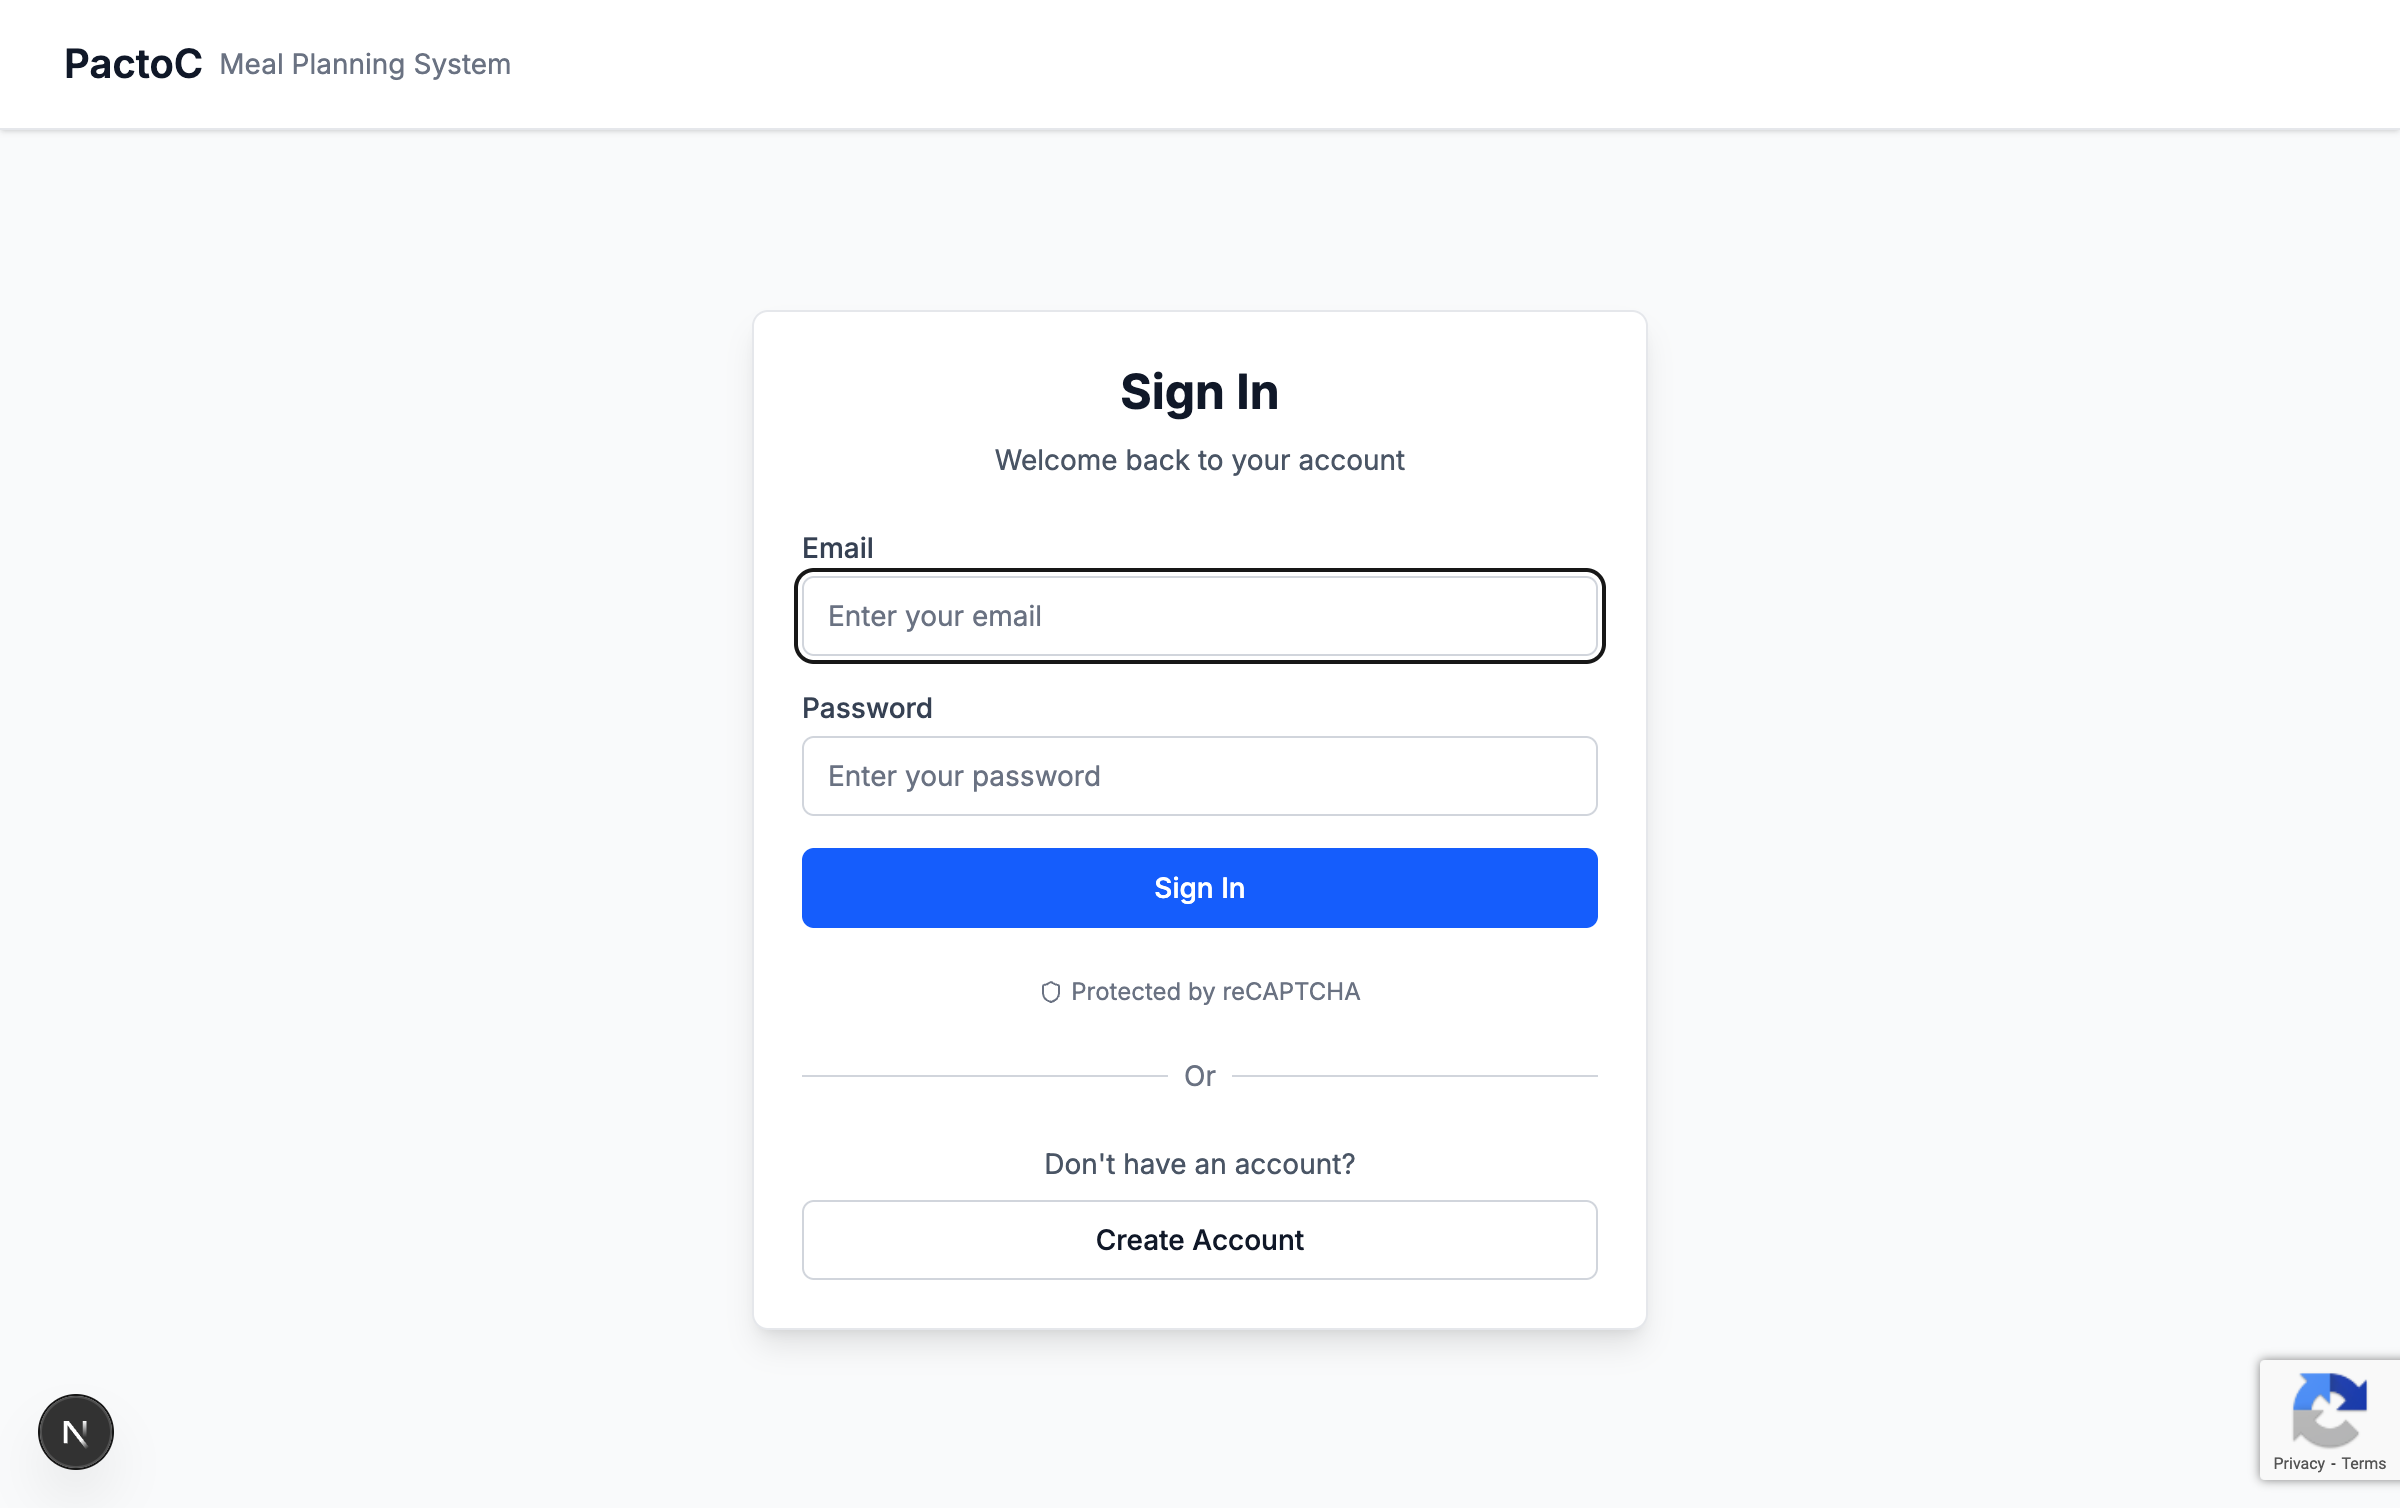 PactoC Meal Planning System
Sign In
Welcome back to your account
Email
Enter your email
Password
Enter your password
Sign In
Protected by reCAPTCHA
Or
Don't have an account?
Create Account
N
Privacy - Terms